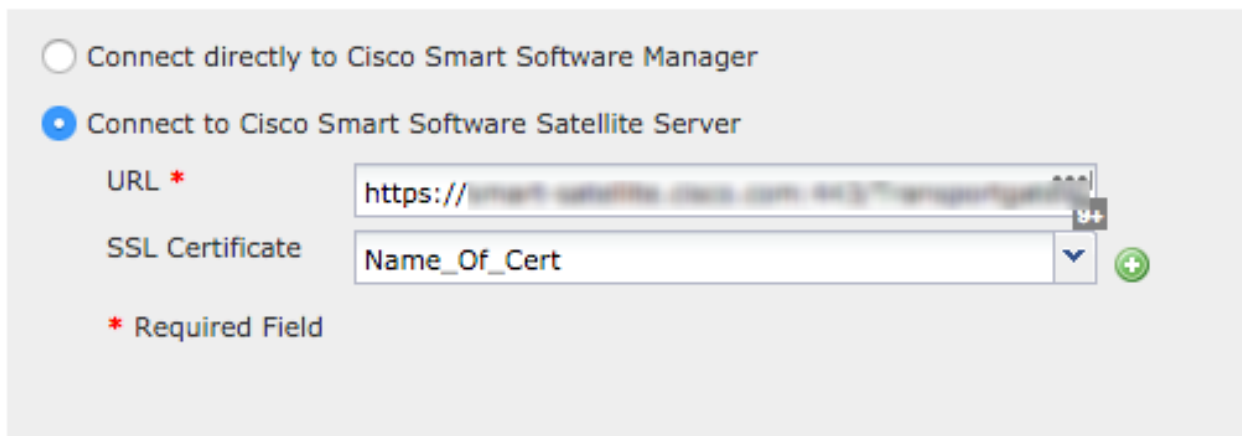 Connect directly to Cisco Smart Software Manager
Connect to Cisco Smart Software Satellite Server
URL *
https://
9+
SSL Certificate
Name_Of_Cert
* Required Field